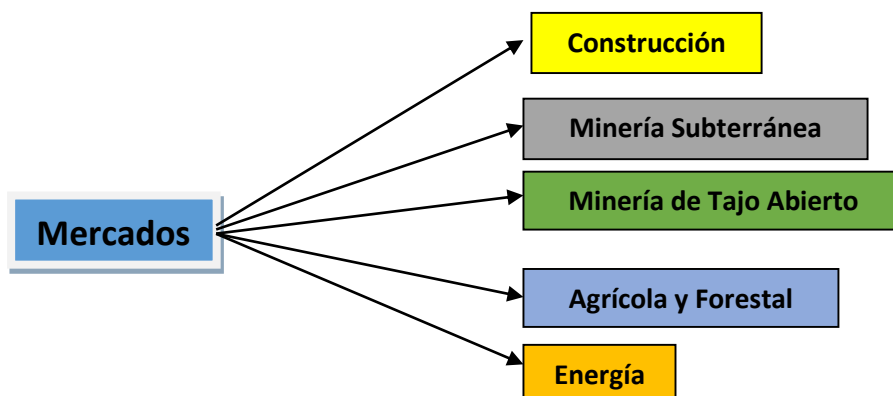 Construcción
Minería Subterránea
Minería de Tajo Abierto
Mercados
Agrícola y Forestal
Energía